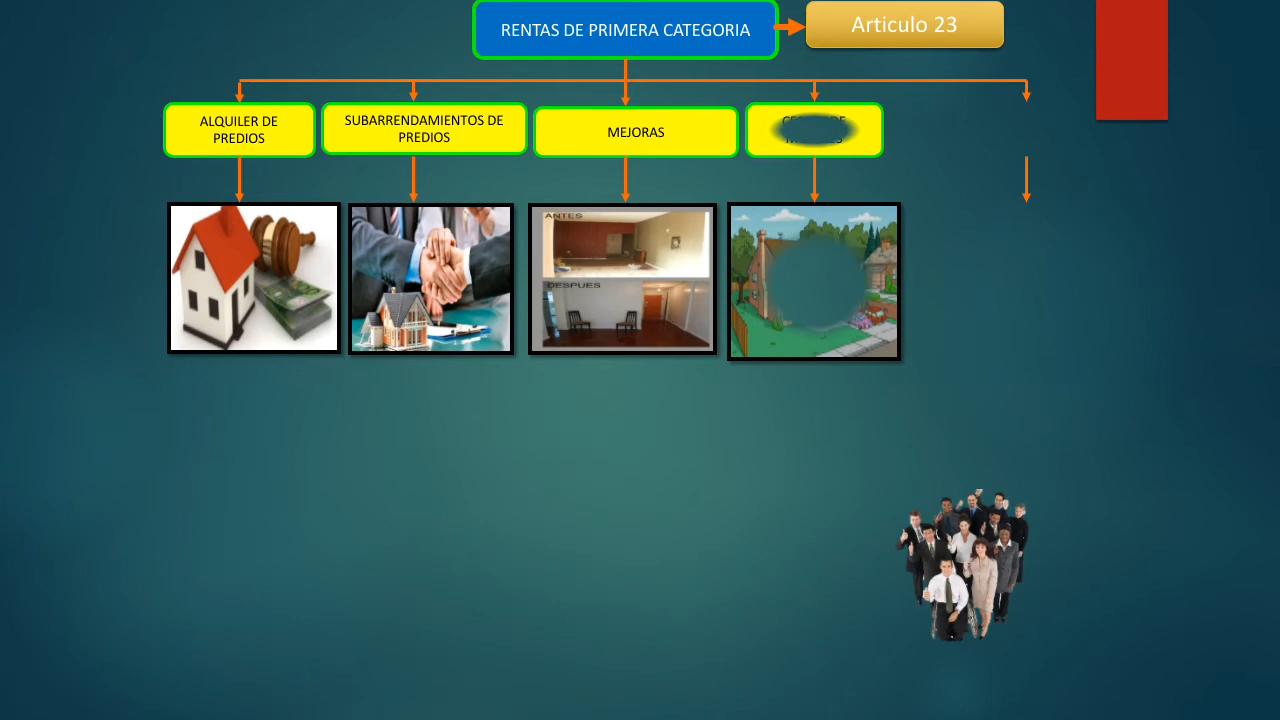 RENTAS DE PRIMERA CATEGORIA
Articulo 23
ALQUILER DE
PREDIOS
SUBARRENDAMIENTOS DE
PREDIOS
MEJORAS
ANTES
DESPUES